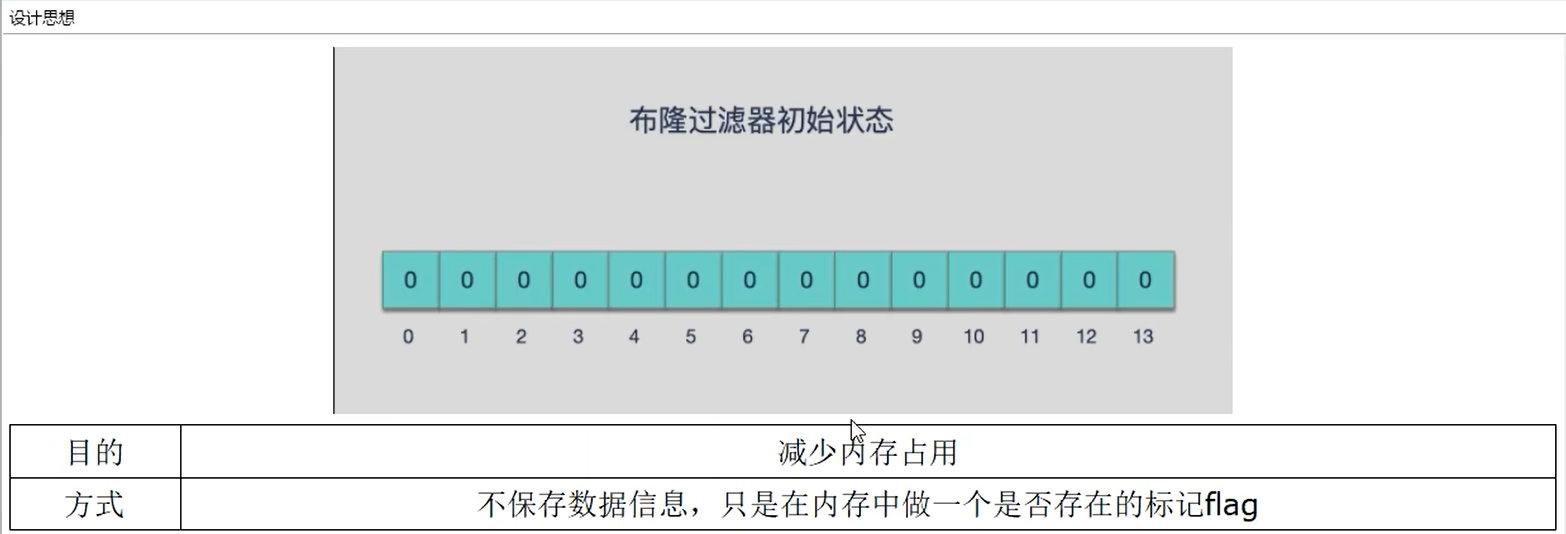 设计思想
布隆过滤器初始状态
0 0 0 0 0 0 0 0 0 0 0 0 0 0
0 1 2 3 4 5 6 7 8 9 10 11 12 13
目的 减少内存占用
方式 不保存数据信息，只是在内存中做一个是否存在的标记flag